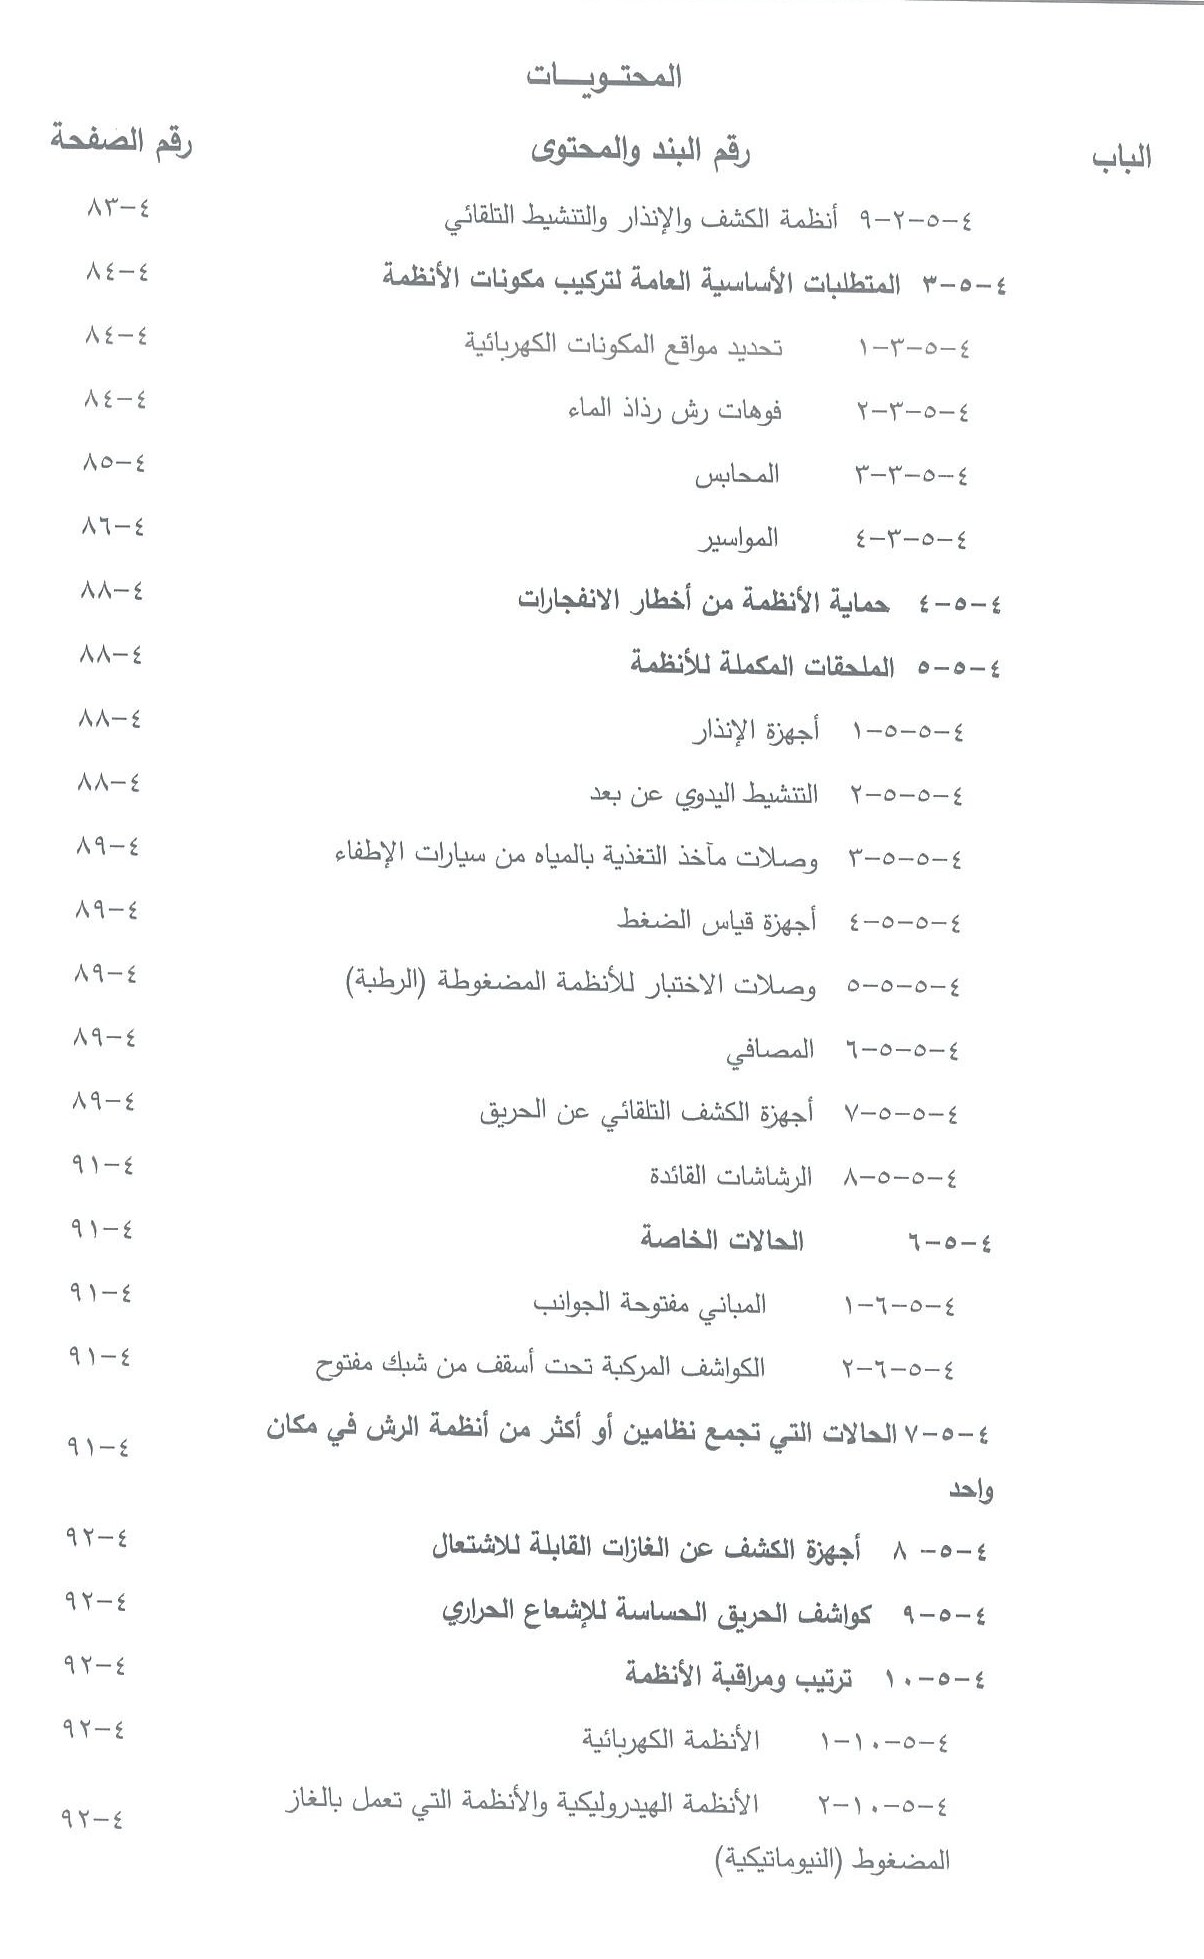 المحتويـــات
الباب رقم البند والمحتوى رقم الصفحة
٤-٥-٢-٩ أنظمة الكشف والإنذار والتنشيط التلقائي ٤-٨٣
٤-٥-٣ المتطلبات الأساسية العامة لتركيب مكونات الأنظمة ٤-٨٤
٤-٥-٣-١ تحديد مواقع المكونات الكهربائية ٤-٨٤
٤-٥-٣-٢ فوهات رش رذاذ الماء ٤-٨٤
٤-٥-٣-٣ المحابس ٤-٨٥
٤-٥-٣-٤ المواسير ٤-٨٦
٤-٥-٤ حماية الأنظمة من أخطار الانفجارات ٤-٨٨
٤-٥-٥ الملحقات المكملة للأنظمة ٤-٨٨
٤-٥-٥-١ أجهزة الإنذار ٤-٨٨
٤-٥-٥-٢ التنشيط اليدوي عن بعد ٤-٨٨
٤-٥-٥-٣ وصلات مآخذ التغذية بالمياه من سيارات الإطفاء ٤-٨٩
٤-٥-٥-٤ أجهزة قياس الضغط ٤-٨٩
٤-٥-٥-٥ وصلات الاختبار للأنظمة المضغوطة (الرطبة) ٤-٨٩
٤-٥-٥-٦ المصافي ٤-٨٩
٤-٥-٥-٧ أجهزة الكشف التلقائي عن الحريق ٤-٨٩
٤-٥-٥-٨ الرشاشات القائدة ٤-٩١
٤-٥-٦ الحالات الخاصة ٤-٩١
٤-٥-٦-١ المباني مفتوحة الجوانب ٤-٩١
٤-٥-٦-٢ الكواشف المركبة تحت أسقف من شبك مفتوح ٤-٩١
٤-٥-٧ الحالات التي تجمع نظامين أو أكثر من أنظمة الرش في مكان ٤-٩١
واحد
٤-٥- ٨ أجهزة الكشف عن الغازات القابلة للاشتعال ٤-٩٢
٤-٥-٩ كواشف الحريق الحساسة للإشعاع الحراري ٤-٩٢
٤-٥-١٠ ترتيب ومراقبة الأنظمة ٤-٩٢
٤-٥-١٠-١ الأنظمة الكهربائية ٤-٩٢
٤-٥-١٠-٢ الأنظمة الهيدروليكية والأنظمة التي تعمل بالغاز ٤-٩٢
المضغوط (النيوماتيكية)